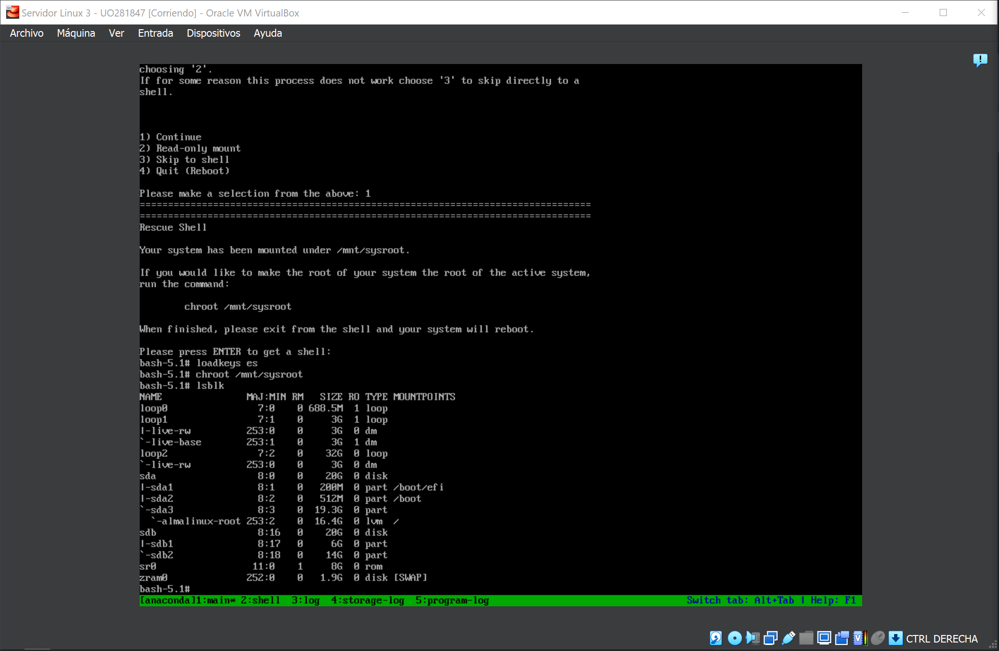 Servidor Linux 3 - UO281847 [Corriendo] - Oracle VM VirtualBox
Archivo Máquina Ver Entrada Dispositivos Ayuda
choosing '2'.
If for some reason this process does not work choose '3' to skip directly to a
shell.
1) Continue
2) Read-only mount
3) Skip to shell
4) Quit (Reboot)
Please make a selection from the above: 1
================================================================================
================================================================================
Rescue Shell
Your system has been mounted under /mnt/sysroot.
If you would like to make the root of your system the root of the active system,
run the command:
chroot /mnt/sysroot
When finished, please exit from the shell and your system will reboot.
Please press ENTER to get a shell:
bash-5.1# loadkeys es
bash-5.1# chroot /mnt/sysroot
bash-5.1# lsblk
NAME MAJ:MIN RM SIZE RO TYPE MOUNTPOINTS
loop0 7:0 0 688.5M 1 loop
loop1 7:1 0 3G 1 loop
|-live-rw 253:0 0 3G 0 dm
`-live-base 253:1 0 3G 1 dm
loop2 7:2 0 32G 0 loop
`-live-rw 253:0 0 3G 0 dm
sda 8:0 0 20G 0 disk
|-sda1 8:1 0 200M 0 part /boot/efi
|-sda2 8:2 0 512M 0 part /boot
`-sda3 8:3 0 19.3G 0 part
`-almalinux-root 253:2 0 16.4G 0 lvm /
sdb 8:16 0 20G 0 disk
|-sdb1 8:17 0 6G 0 part
`-sdb2 8:18 0 14G 0 part
sr0 11:0 1 8G 0 rom
zram0 252:0 0 1.9G 0 disk [SWAP]
bash-5.1#
[anaconda]1:main* 2:shell 3:log 4:storage-log 5:program-log Switch tab: Alt+Tab | Help: F1
CTRL DERECHA